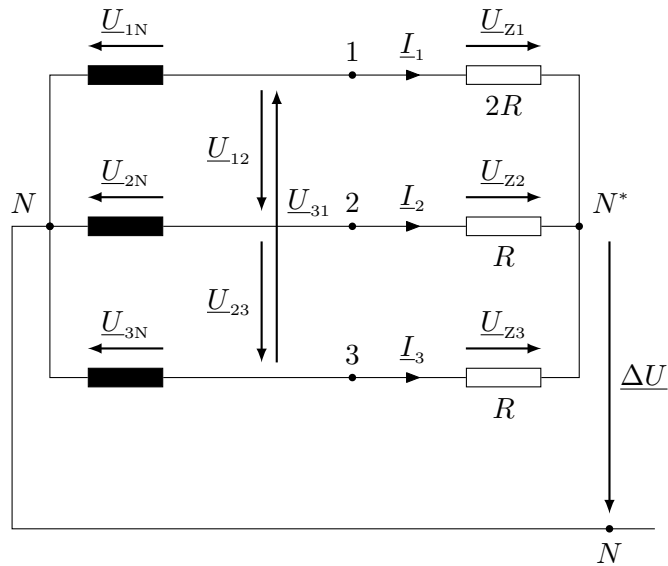 U1N 1 I1 UZ1
2R
U12
U2N U31 2 I2 UZ2
N N*
R
U23
U3N 3 I3 UZ3
ΔU
R
N